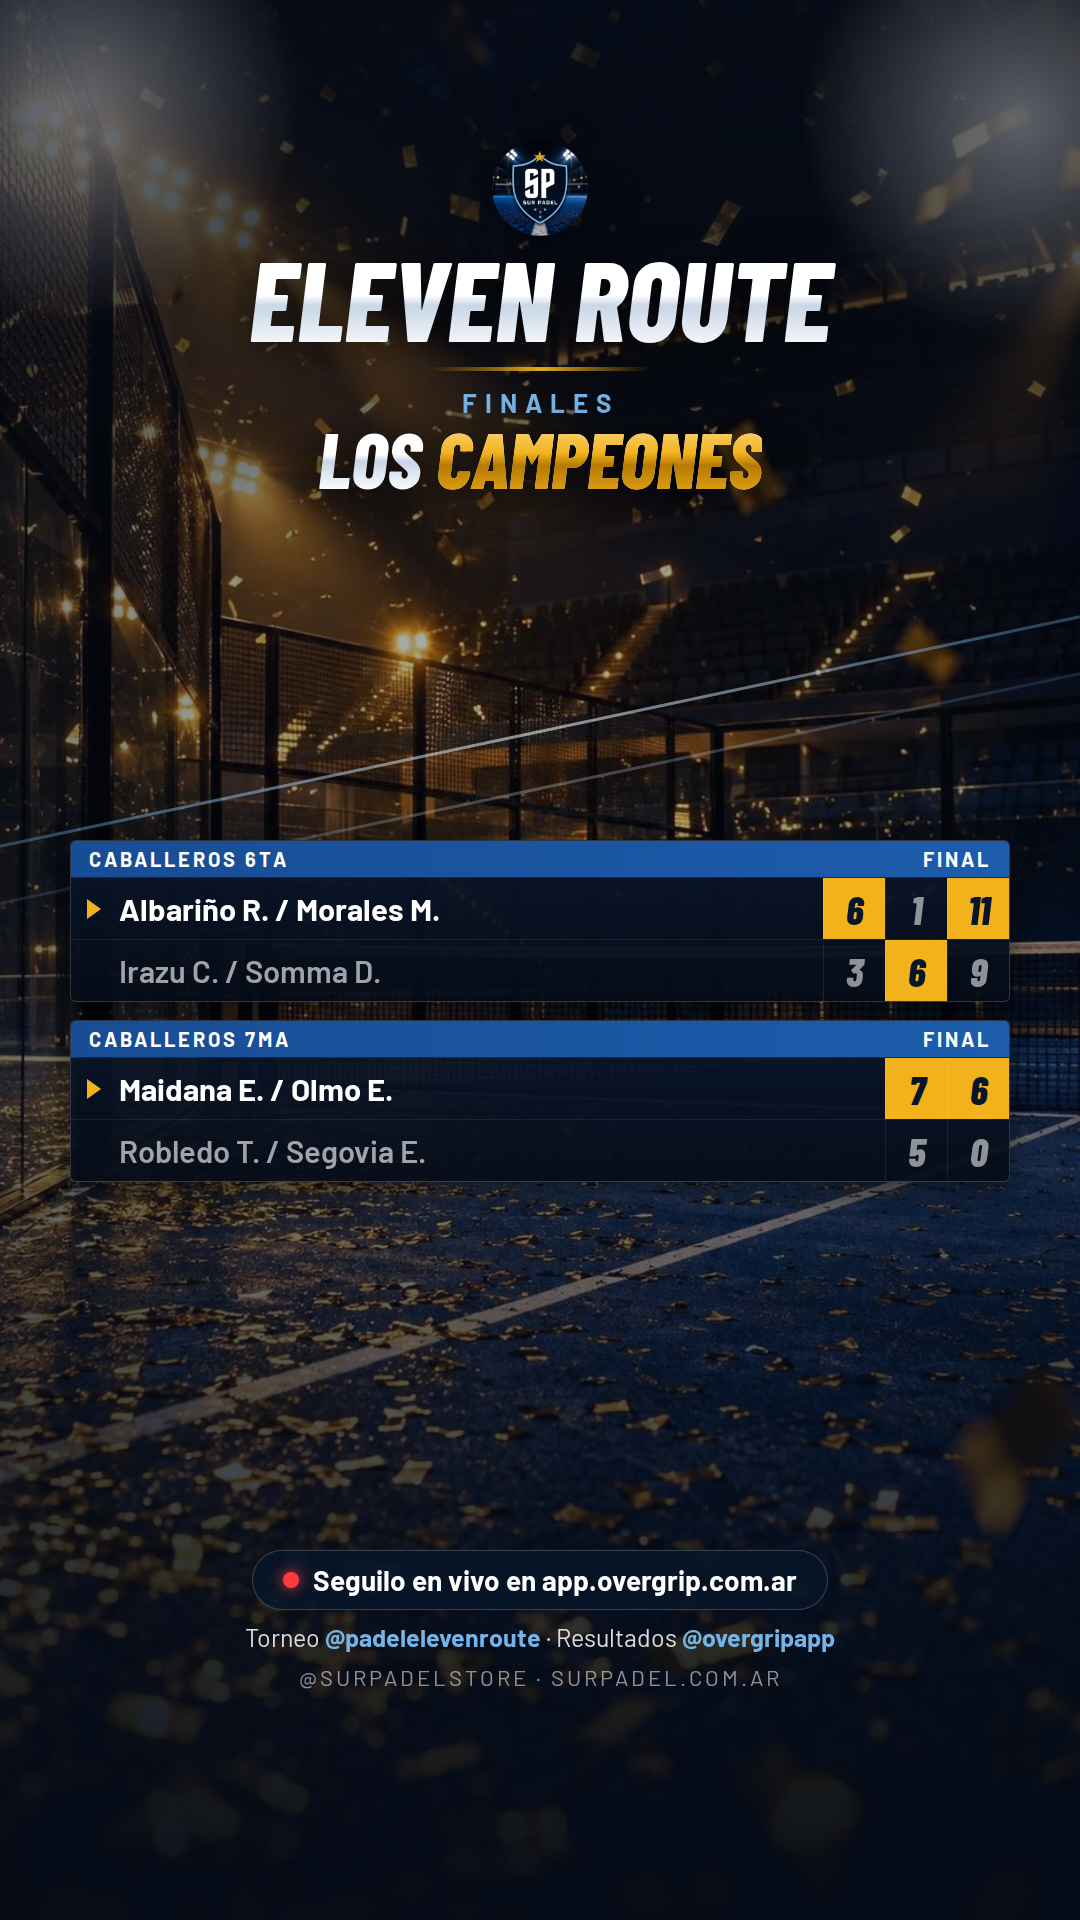 SP
SUR PADEL
ELEVEN ROUTE
FINALES
LOS CAMPEONES
CABALLEROS 6TA FINAL
Albariño R. / Morales M. 6 1 11
Irazu C. / Somma D. 3 6 9
CABALLEROS 7MA FINAL
Maidana E. / Olmo E. 7 6
Robledo T. / Segovia E. 5 0
Seguilo en vivo en app.overgrip.com.ar
Torneo @padelelevenroute · Resultados @overgripapp
@SURPADELSTORE · SURPADEL.COM.AR